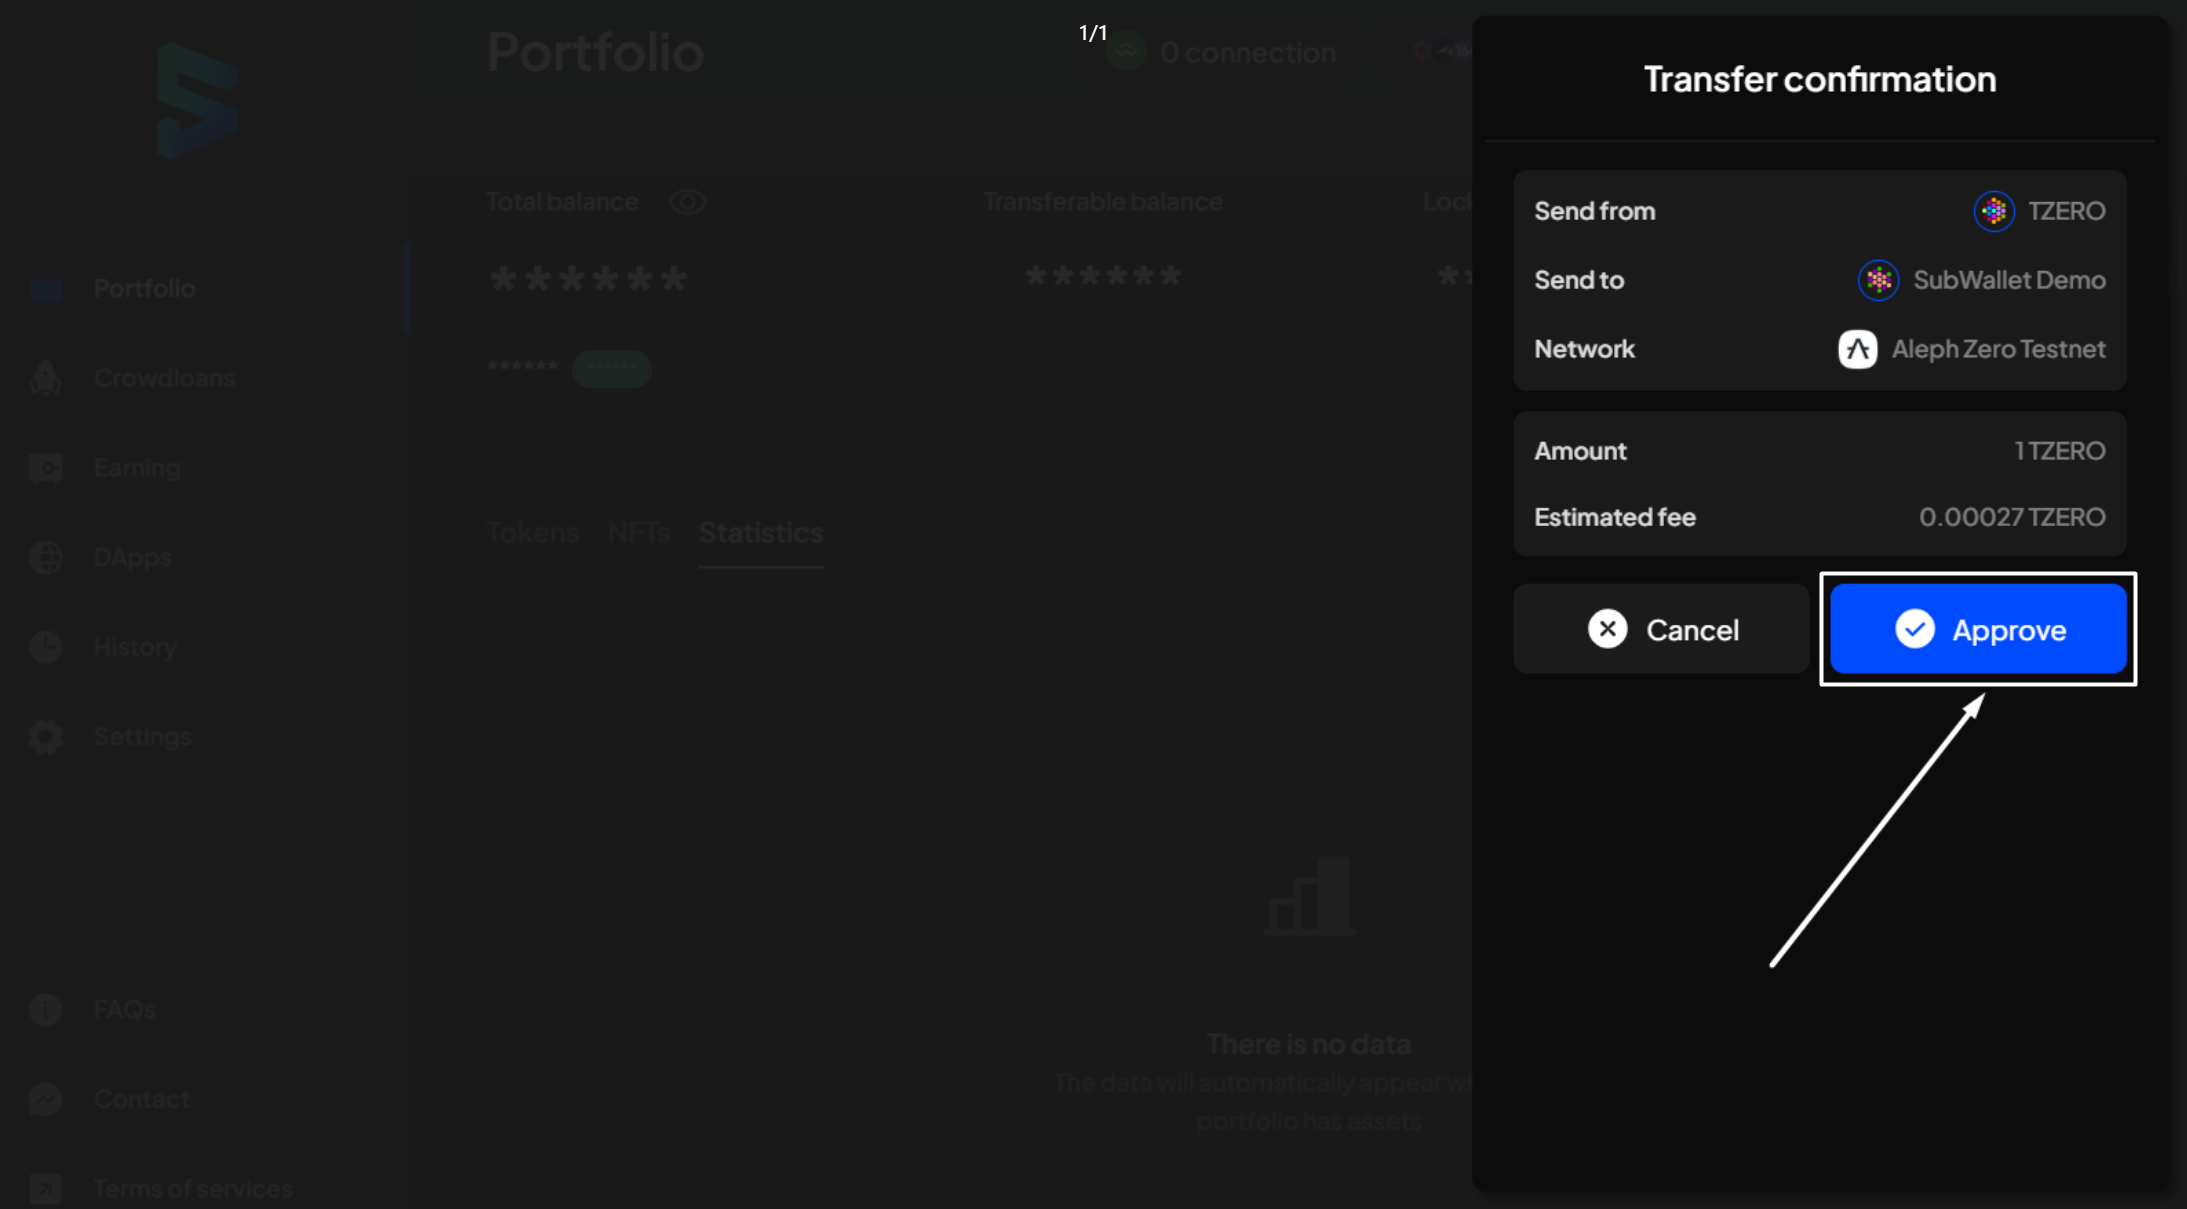 1/1
Portfolio
0 connection
Total balance
Transferable balance
******
******
**
******
******
Portfolio
Crowdloans
Earning
DApps
History
Settings
FAQs
Contact
Terms of services
Tokens NFTs Statistics
There is no data
The data will automatically appear
portfolio has assets
Transfer confirmation
Send from TZERO
Send to SubWallet Demo
Network Aleph Zero Testnet
Amount 1 TZERO
Estimated fee 0.00027 TZERO
Cancel Approve